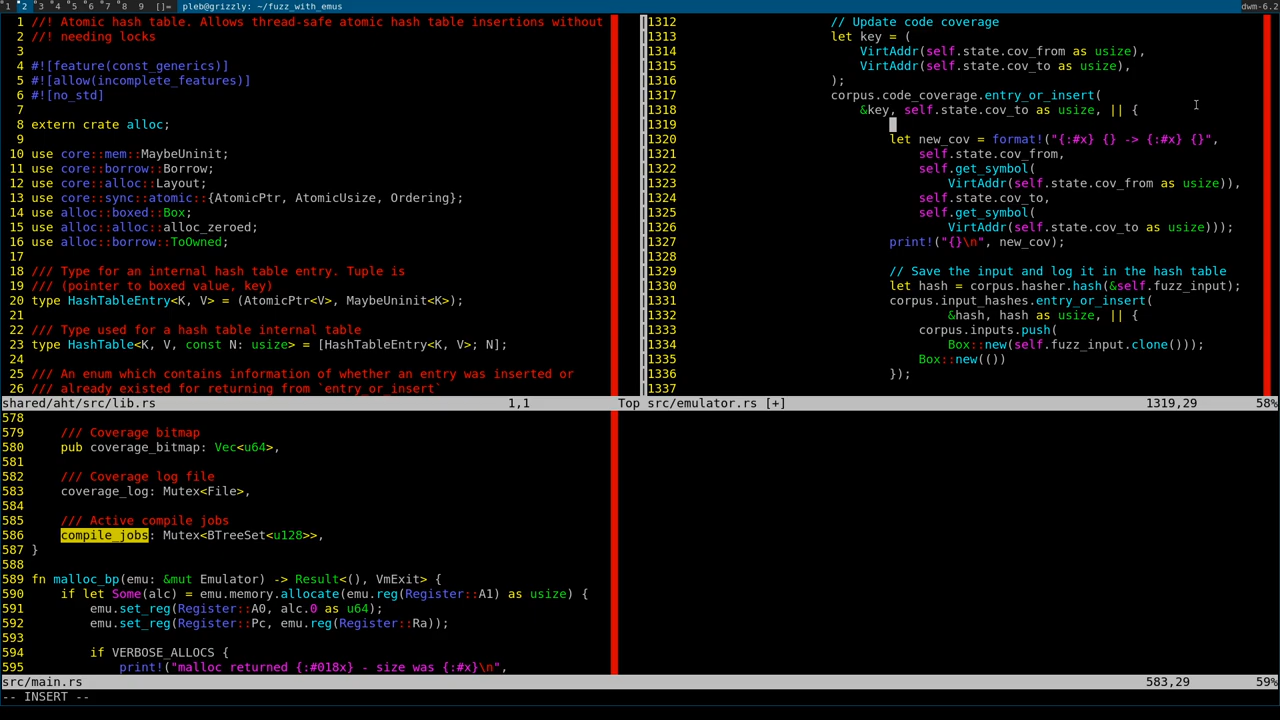 1 2 3 4 5 6 7 8 9 []= pleb@grizzly: ~/fuzz_with_emus dwm-6.2
1 //! Atomic hash table. Allows thread-safe atomic hash table insertions without
2 //! needing locks
3
4 #![feature(const_generics)]
5 #![allow(incomplete_features)]
6 #![no_std]
7
8 extern crate alloc;
9
10 use core::mem::MaybeUninit;
11 use core::borrow::Borrow;
12 use core::alloc::Layout;
13 use core::sync::atomic::{AtomicPtr, AtomicUsize, Ordering};
14 use alloc::boxed::Box;
15 use alloc::alloc::alloc_zeroed;
16 use alloc::borrow::ToOwned;
17
18 /// Type for an internal hash table entry. Tuple is
19 /// (pointer to boxed value, key)
20 type HashTableEntry<K, V> = (AtomicPtr<V>, MaybeUninit<K>);
21
22 /// Type used for a hash table internal table
23 type HashTable<K, V, const N: usize> = [HashTableEntry<K, V>; N];
24
25 /// An enum which contains information of whether an entry was inserted or
26 /// already existed for returning from `entry_or_insert`
shared/aht/src/lib.rs 1,1 Top
1312 // Update code coverage
1313 let key = (
1314 VirtAddr(self.state.cov_from as usize),
1315 VirtAddr(self.state.cov_to as usize),
1316 );
1317 corpus.code_coverage.entry_or_insert(
1318 &key, self.state.cov_to as usize, || {
1319
1320 let new_cov = format!("{:#x} {} -> {:#x} {}",
1321 self.state.cov_from,
1322 self.get_symbol(
1323 VirtAddr(self.state.cov_from as usize)),
1324 self.state.cov_to,
1325 self.get_symbol(
1326 VirtAddr(self.state.cov_to as usize)));
1327 print!("{}\n", new_cov);
1328
1329 // Save the input and log it in the hash table
1330 let hash = corpus.hasher.hash(&self.fuzz_input);
1331 corpus.input_hashes.entry_or_insert(
1332 &hash, hash as usize, || {
1333 corpus.inputs.push(
1334 Box::new(self.fuzz_input.clone()));
1335 Box::new(())
1336 });
1337
src/emulator.rs [+] 1319,29 58%
578
579 /// Coverage bitmap
580 pub coverage_bitmap: Vec<u64>,
581
582 /// Coverage log file
583 coverage_log: Mutex<File>,
584
585 /// Active compile jobs
586 compile_jobs: Mutex<BTreeSet<u128>>,
587 }
588
589 fn malloc_bp(emu: &mut Emulator) -> Result<(), VmExit> {
590 if let Some(alc) = emu.memory.allocate(emu.reg(Register::A1) as usize) {
591 emu.set_reg(Register::A0, alc.0 as u64);
592 emu.set_reg(Register::Pc, emu.reg(Register::Ra));
593
594 if VERBOSE_ALLOCS {
595 print!("malloc returned {:#018x} - size was {:#x}\n",
src/main.rs 583,29 59%
-- INSERT --